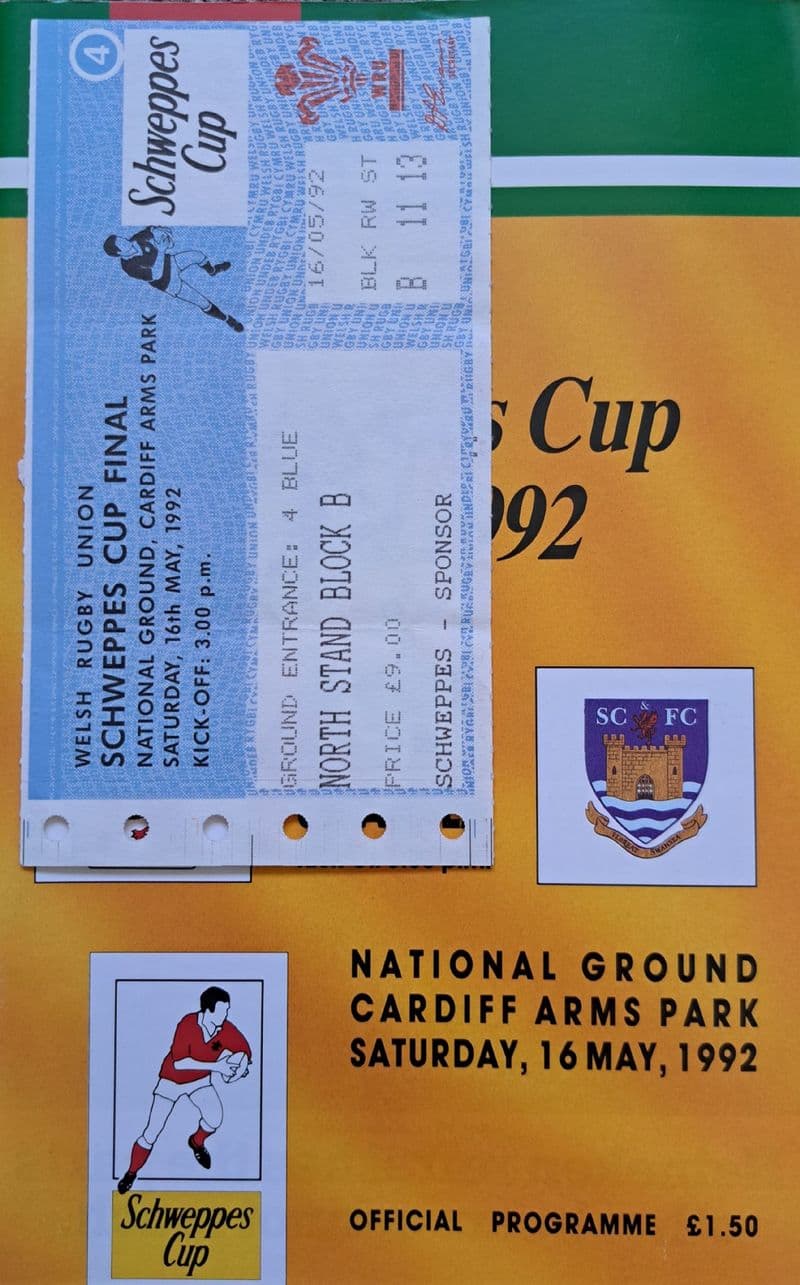 4
Schweppes
Cup
WRU
SECRETARY
WELSH RUGBY UNION
SCHWEPPES CUP FINAL
NATIONAL GROUND, CARDIFF ARMS PARK
SATURDAY, 16th MAY, 1992
KICK-OFF: 3.00 p.m.
16/05/92
BLK RW ST
B 11 13
GROUND ENTRANCE: 4 BLUE
NORTH STAND BLOCK B
PRICE £9.00
SCHWEPPES - SPONSOR
s Cup
992
SC & FC
FLOREAT SWANSEA
NATIONAL GROUND
CARDIFF ARMS PARK
SATURDAY, 16 MAY, 1992
Schweppes
Cup
OFFICIAL PROGRAMME £1.50